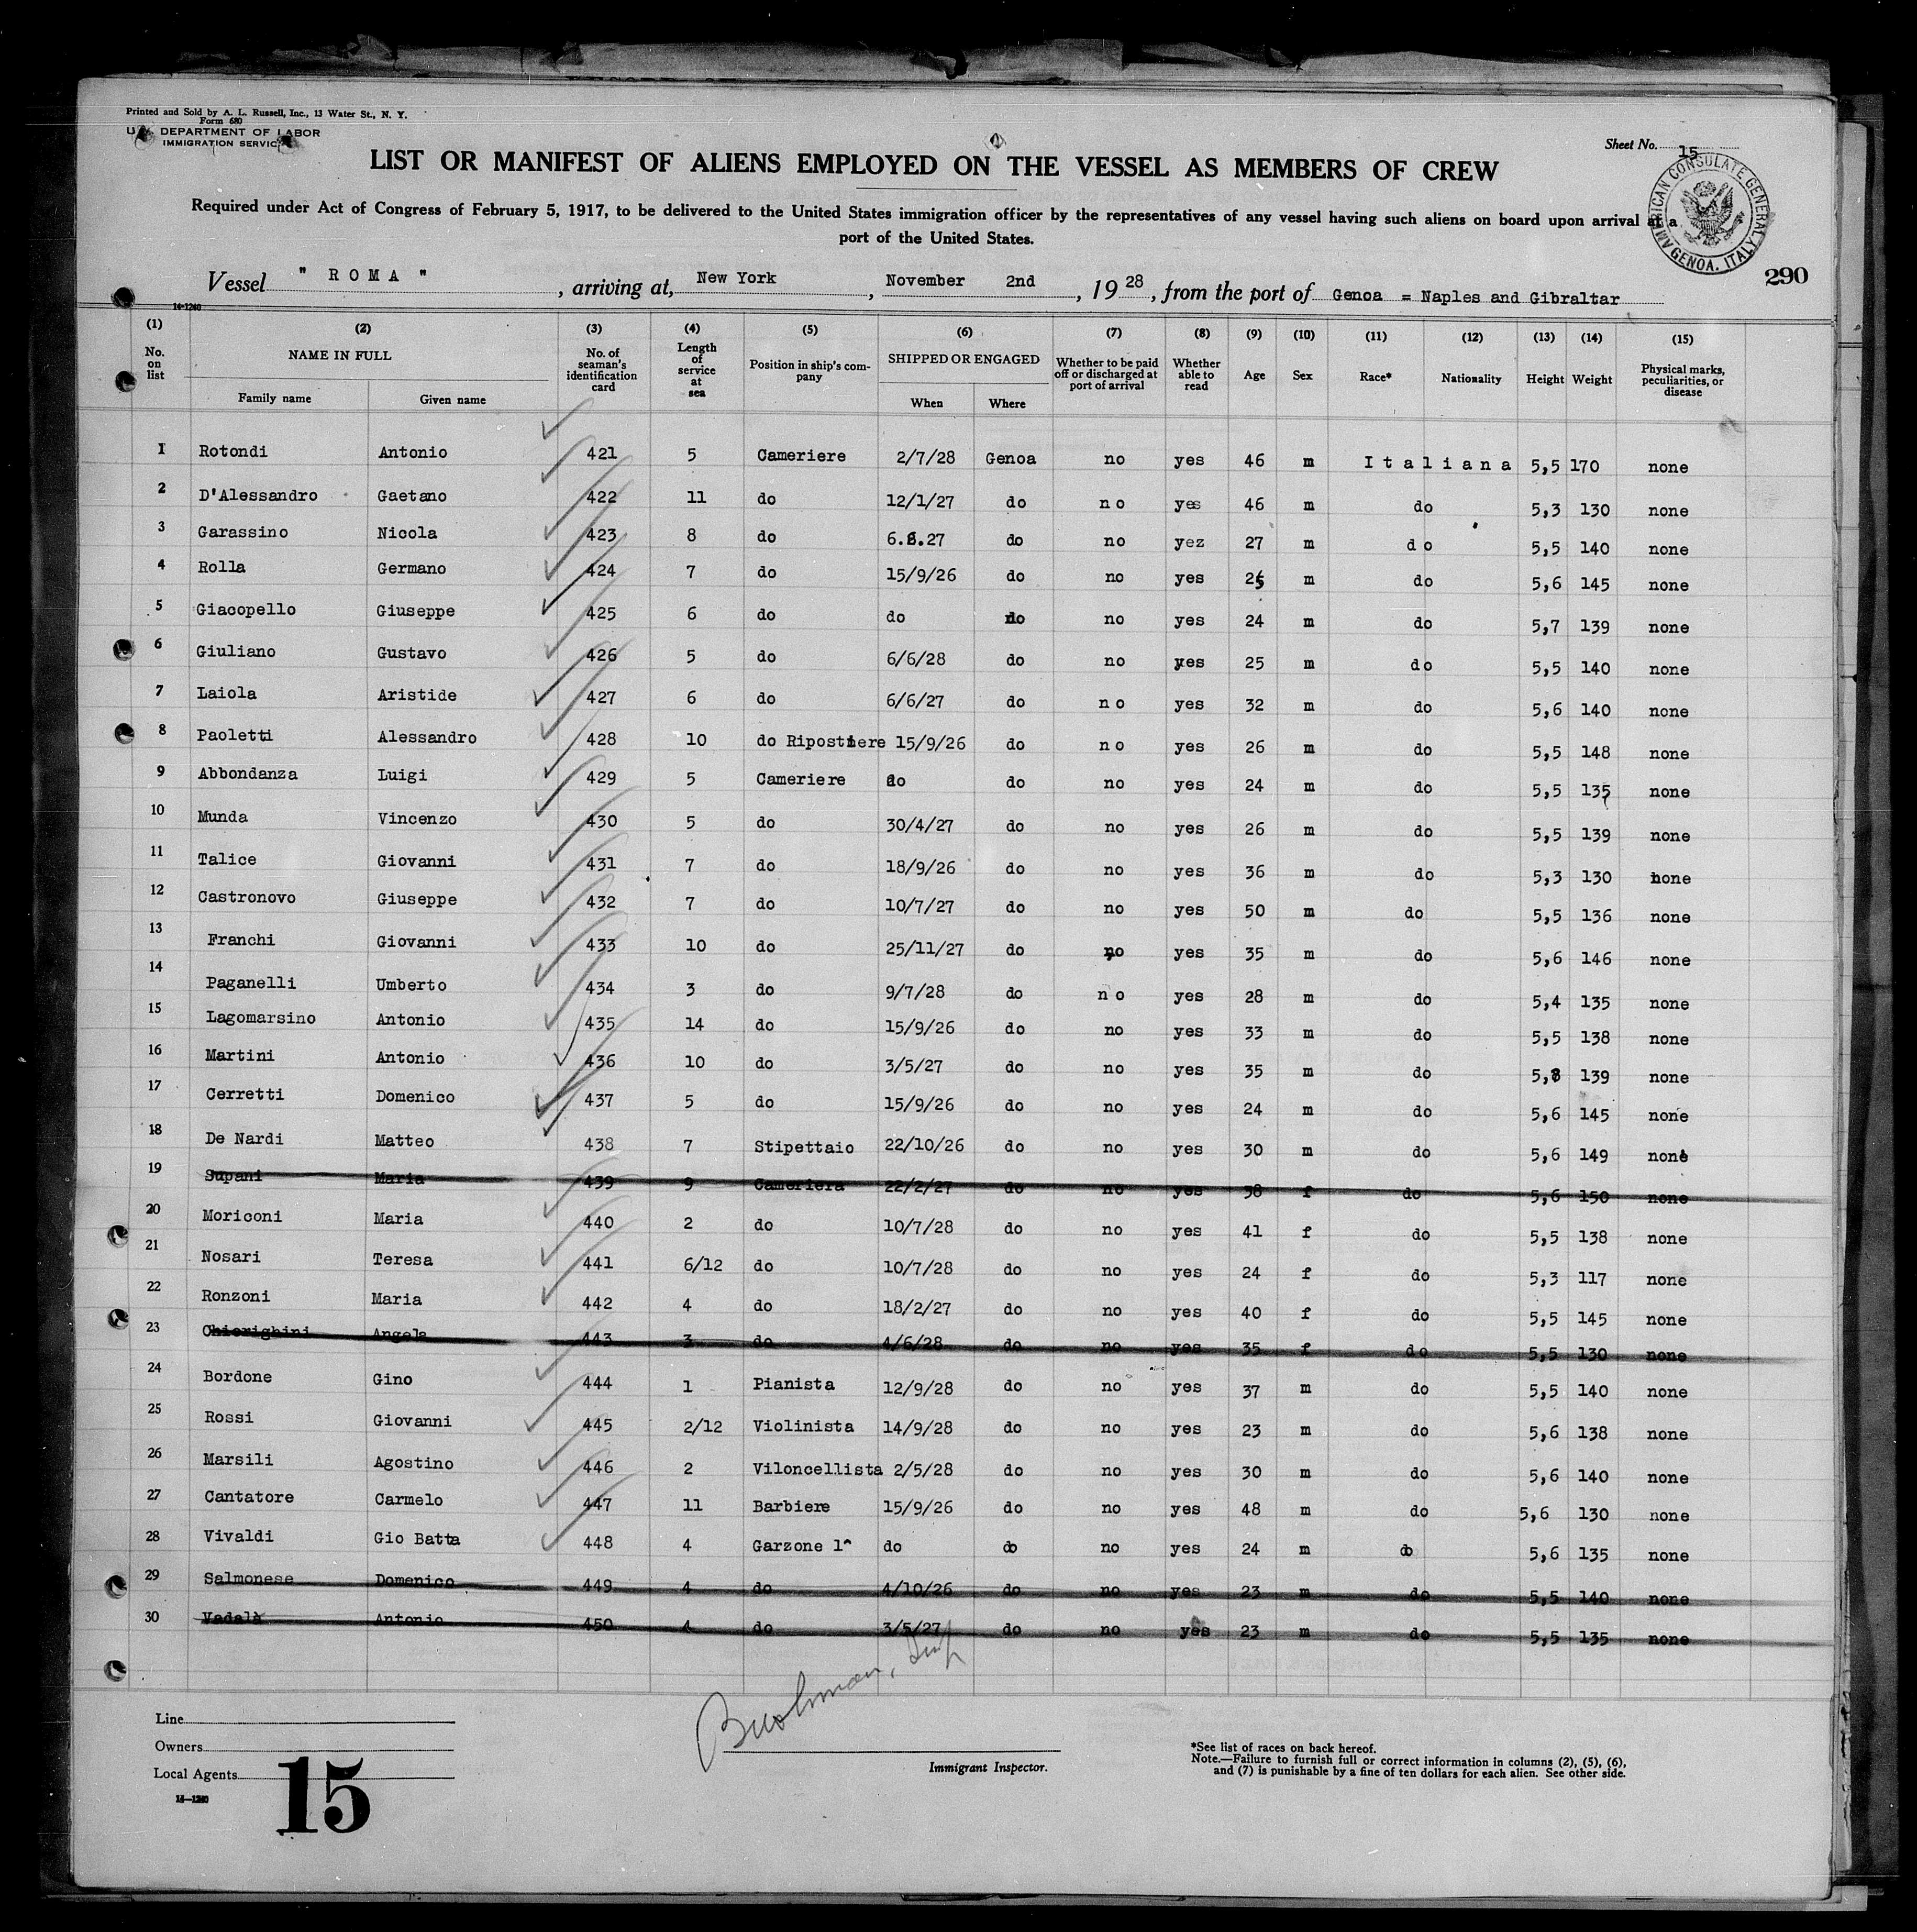 Printed and Sold by A. L. Russell, Inc., 13 Water St., N. Y.
Form 680
U. S. DEPARTMENT OF LABOR
IMMIGRATION SERVICE
Sheet No. 15
LIST OR MANIFEST OF ALIENS EMPLOYED ON THE VESSEL AS MEMBERS OF CREW
Required under Act of Congress of February 5, 1917, to be delivered to the United States immigration officer by the representatives of any vessel having such aliens on board upon arrival at a
port of the United States.
AMERICAN CONSULATE GENERAL AT GENOA, ITALY
290
Vessel " R O M A " , arriving at, New York , November 2nd , 1928 , from the port of Genoa = Naples and Gibraltar
14-1240
(1) (2) (3) (4) (5) (6) (7) (8) (9) (10) (11) (12) (13) (14) (15)
No. on list NAME IN FULL Family name Given name No. of seaman's identification card Length of service at sea Position in ship's company SHIPPED OR ENGAGED When Where Whether to be paid off or discharged at port of arrival Whether able to read Age Sex Race* Nationality Height Weight Physical marks, peculiarities, or disease
1 Rotondi Antonio 421 5 Cameriere 2/7/28 Genoa no yes 46 m I t a l i a n a 5,5 170 none
2 D'Alessandro Gaetano 422 11 do 12/1/27 do n o yes 46 m do 5,3 130 none
3 Garassino Nicola 423 8 do 6.8.27 do no yez 27 m d o 5,5 140 none
4 Rolla Germano 424 7 do 15/9/26 do no yes 25 m do 5,6 145 none
5 Giacopello Giuseppe 425 6 do do do no yes 24 m do 5,7 139 none
6 Giuliano Gustavo 426 5 do 6/6/28 do no yes 25 m do 5,5 140 none
7 Laiola Aristide 427 6 do 6/6/27 do n o yes 32 m do 5,6 140 none
8 Paoletti Alessandro 428 10 do Ripostiere 15/9/26 do n o yes 26 m do 5,5 148 none
9 Abbondanza Luigi 429 5 Cameriere do do no yes 24 m do 5,5 135 none
10 Munda Vincenzo 430 5 do 30/4/27 do no yes 26 m do 5,5 139 none
11 Talice Giovanni 431 7 do 18/9/26 do no yes 36 m do 5,3 130 none
12 Castronovo Giuseppe 432 7 do 10/7/27 do no yes 50 m do 5,5 136 none
13 Franchi Giovanni 433 10 do 25/11/27 do no yes 35 m do 5,6 146 none
14 Paganelli Umberto 434 3 do 9/7/28 do n o yes 28 m do 5,4 135 none
15 Lagomarsino Antonio 435 14 do 15/9/26 do no yes 33 m do 5,5 138 none
16 Martini Antonio 436 10 do 3/5/27 do no yes 35 m do 5,8 139 none
17 Cerretti Domenico 437 5 do 15/9/26 do no yes 24 m do 5,6 145 none
18 De Nardi Matteo 438 7 Stipettaio 22/10/26 do no yes 30 m do 5,6 149 none
19 Supani Maria 439 9 Cameriera 22/2/27 do no yes 38 f do 5,6 150 none
20 Moriconi Maria 440 2 do 10/7/28 do no yes 41 f do 5,5 138 none
21 Nosari Teresa 441 6/12 do 10/7/28 do no yes 24 f do 5,3 117 none
22 Ronzoni Maria 442 4 do 18/2/27 do no yes 40 f do 5,5 145 none
23 Chierighini Angela 443 3 do 4/6/28 do no yes 35 f do 5,5 130 none
24 Bordone Gino 444 1 Pianista 12/9/28 do no yes 37 m do 5,5 140 none
25 Rossi Giovanni 445 2/12 Violinista 14/9/28 do no yes 23 m do 5,6 138 none
26 Marsili Agostino 446 2 Viloncellista 2/5/28 do no yes 30 m do 5,6 140 none
27 Cantatore Carmelo 447 11 Barbiere 15/9/26 do no yes 48 m do 5,6 130 none
28 Vivaldi Gio Batta 448 4 Garzone 1^ do do no yes 24 m do 5,6 135 none
29 Salmonese Domenico 449 4 do 4/10/26 do no yes 23 m do 5,5 140 none
30 Vadalà Antonio 450 4 do 3/5/27 do no yes 23 m do 5,5 135 none
Bushman, Insp
Immigrant Inspector.
Line
Owners
Local Agents
14-1240
15
*See list of races on back hereof.
Note.—Failure to furnish full or correct information in columns (2), (5), (6),
and (7) is punishable by a fine of ten dollars for each alien. See other side.